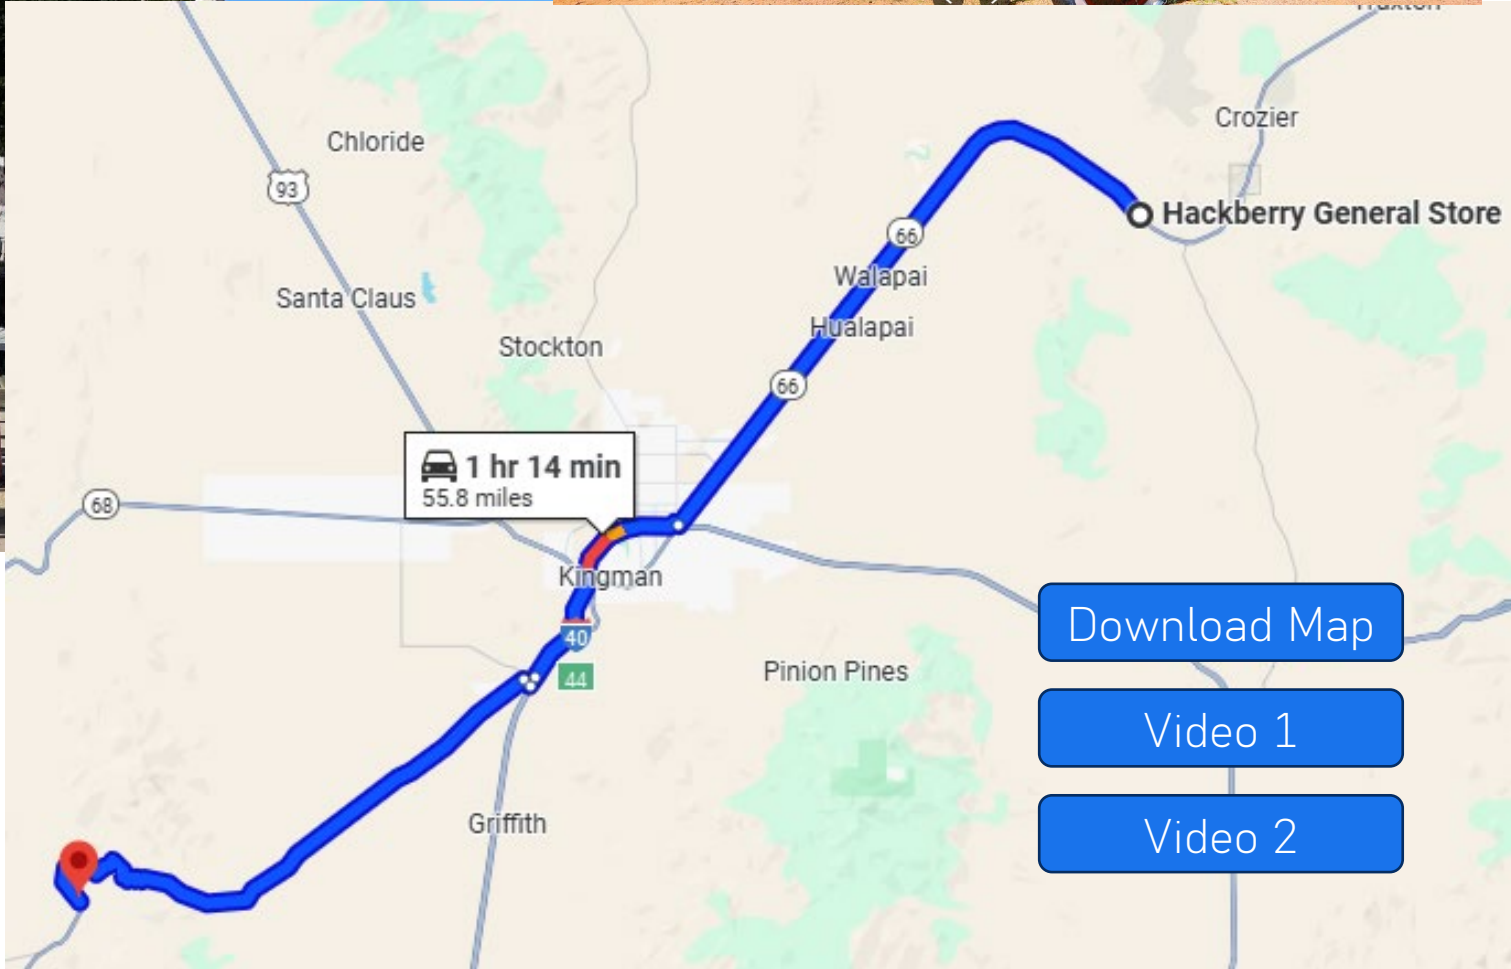 Crozier
Chloride
93
Hackberry General Store
66
Walapai
Santa Claus
Hualapai
Stockton
66
1 hr 14 min
55.8 miles
68
Kingman
40
Download Map
44
Pinion Pines
Video 1
Griffith
Video 2